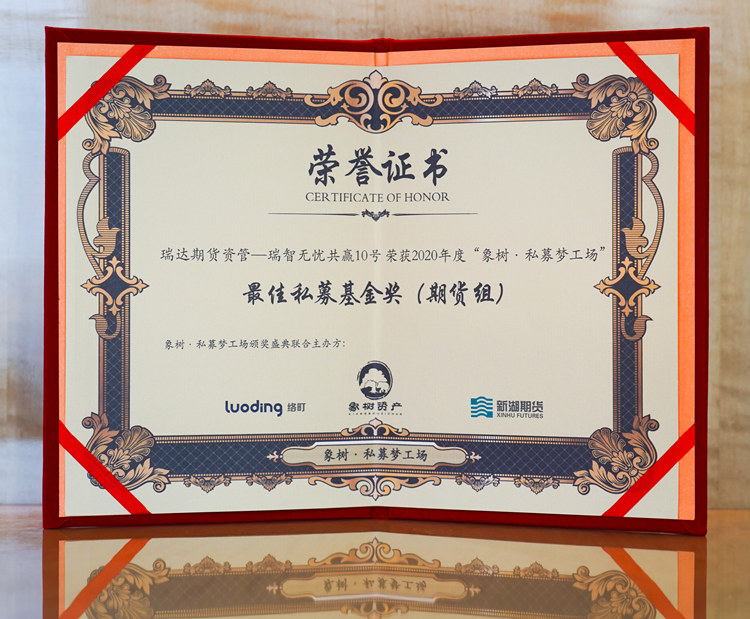 荣誉证书
CERTIFICATE OF HONOR
瑞达期货资管—瑞智无忧共赢10号 荣获2020年度“象树·私募梦工场”
最佳私募基金奖（期货组）
象树·私募梦工场颁奖盛典联合主办方：
luoding 络町
象树资产
新湖期货
XINHU FUTURES
象树·私募梦工场